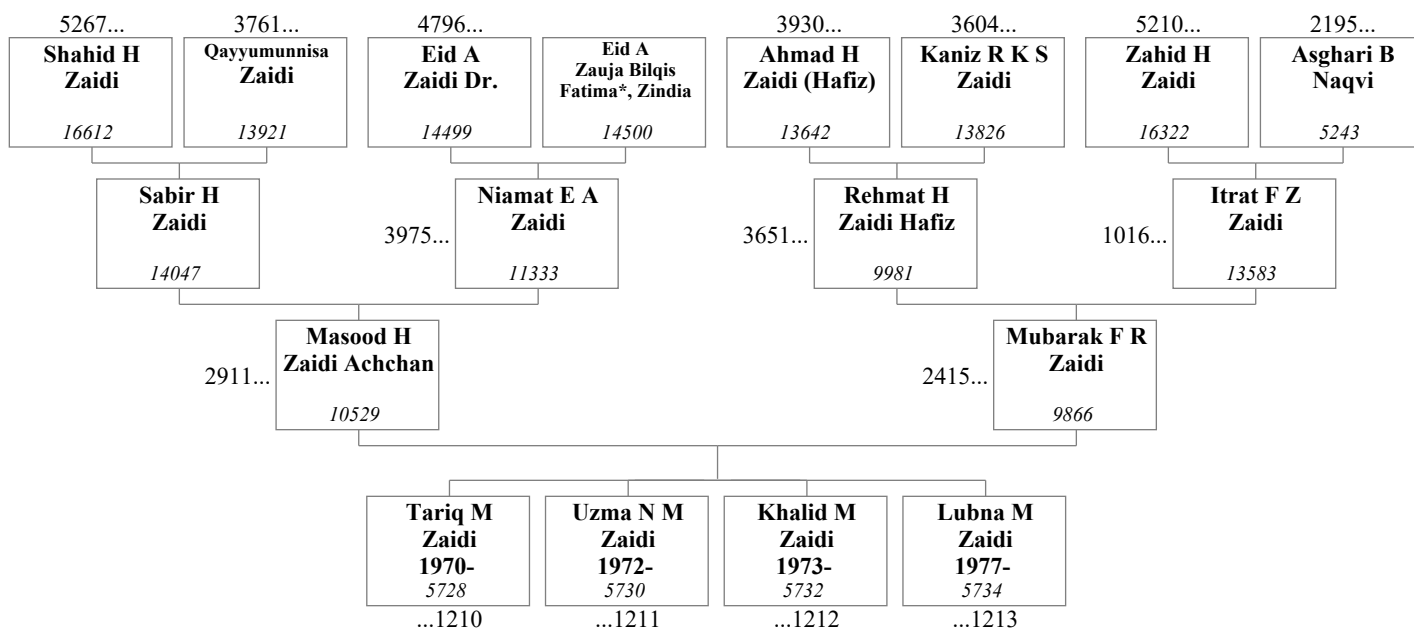 5267...
3761...
4796...
3930...
3604...
5210...
2195...
Shahid H
Zaidi
16612
Qayyumunnisa
Zaidi
13921
Eid A
Zaidi Dr.
14499
Eid A
Zauja Bilqis
Fatima*, Zindia
14500
Ahmad H
Zaidi (Hafiz)
13642
Kaniz R K S
Zaidi
13826
Zahid H
Zaidi
16322
Asghari B
Naqvi
5243
Sabir H
Zaidi
14047
3975...
Niamat E A
Zaidi
11333
3651...
Rehmat H
Zaidi Hafiz
9981
1016...
Itrat F Z
Zaidi
13583
2911...
Masood H
Zaidi Achchan
10529
2415...
Mubarak F R
Zaidi
9866
Tariq M
Zaidi
1970-
5728
...1210
Uzma N M
Zaidi
1972-
5730
...1211
Khalid M
Zaidi
1973-
5732
...1212
Lubna M
Zaidi
1977-
5734
...1213